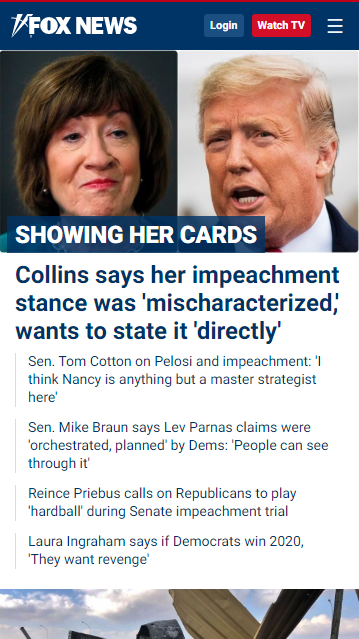 FOX NEWS
Login
Watch TV
SHOWING HER CARDS
Collins says her impeachment
stance was 'mischaracterized,'
wants to state it 'directly'
Sen. Tom Cotton on Pelosi and impeachment: 'I
think Nancy is anything but a master strategist
here'
Sen. Mike Braun says Lev Parnas claims were
'orchestrated, planned' by Dems: 'People can see
through it'
Reince Priebus calls on Republicans to play
'hardball' during Senate impeachment trial
Laura Ingraham says if Democrats win 2020,
'They want revenge'